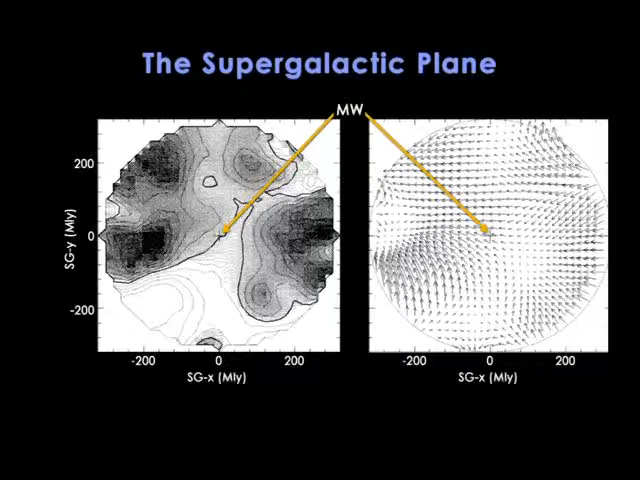 The Supergalactic Plane
MW
200
0
-200
SG-y (Mly)
-200 0 200
SG-x (Mly)
-200 0 200
SG-x (Mly)